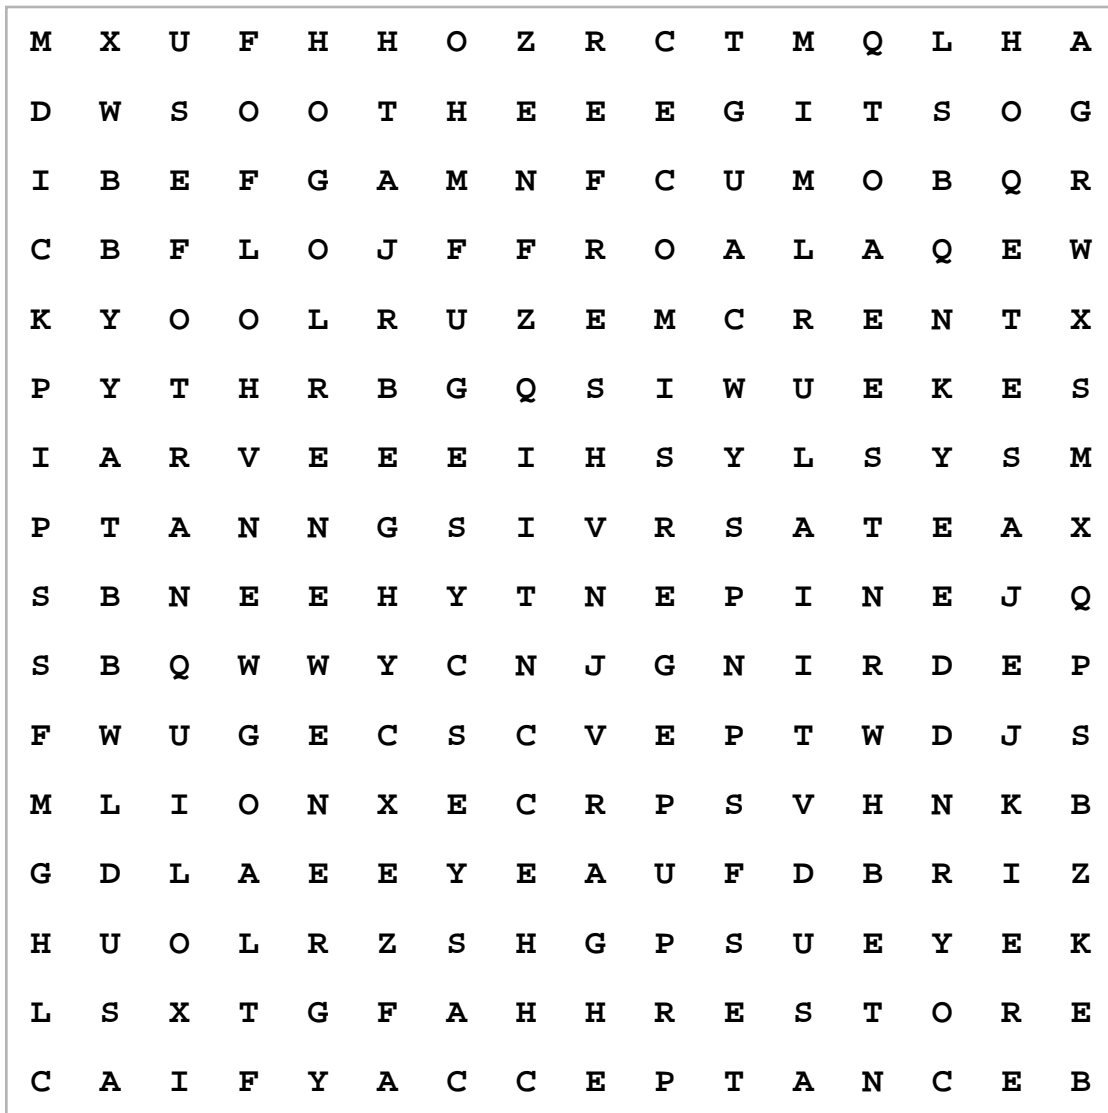 M X U F H H O Z R C T M Q L H A
D W S O O T H E E E G I T S O G
I B E F G A M N F C U M O B Q R
C B F L O J F F R O A L A Q E W
K Y O O L R U Z E M C R E N T X
P Y T H R B G Q S I W U E K E S
I A R V E E E I H S Y L S Y S M
P T A N N G S I V R S A T E A X
S B N E E H Y T N E P I N E J Q
S B Q W W Y C N J G N I R D E P
F W U G E C S C V E P T W D J S
M L I O N X E C R P S V H N K B
G D L A E E Y E A U F D B R I Z
H U O L R Z S H G P S U E Y E K
L S X T G F A H H R E S T O R E
C A I F Y A C C E P T A N C E B